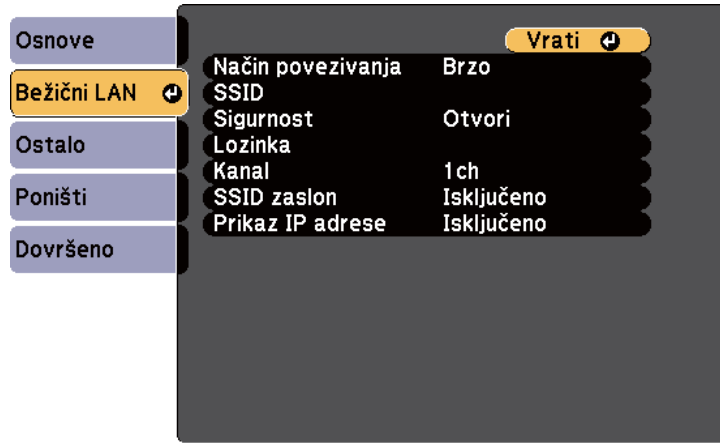 Osnove
Bežični LAN
Ostalo
Poništi
Dovršeno
Vrati
Način povezivanja Brzo
SSID
Sigurnost Otvori
Lozinka
Kanal 1ch
SSID zaslon Isključeno
Prikaz IP adrese Isključeno